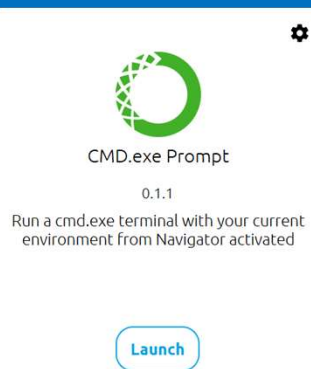 CMD.exe Prompt
0.1.1
Run a cmd.exe terminal with your current
environment from Navigator activated
Launch